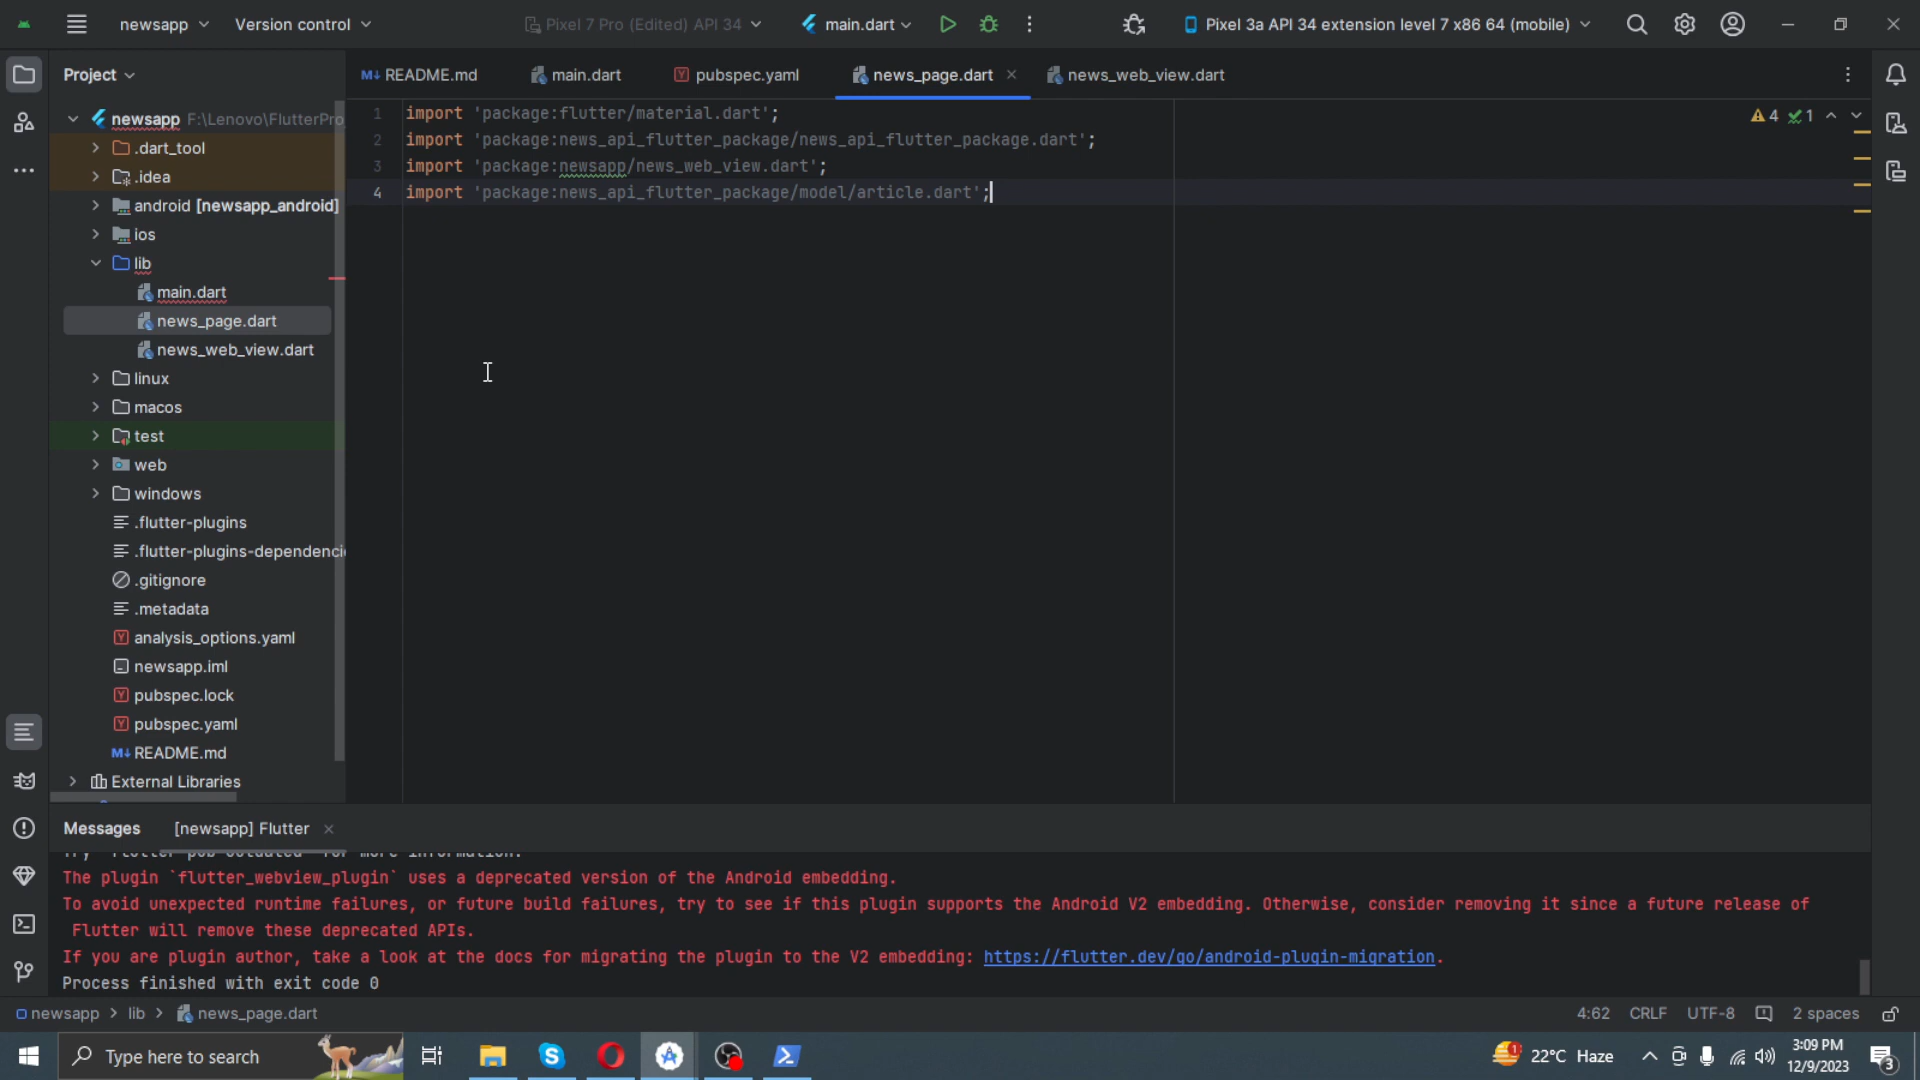 newsapp
Version control
Pixel 7 Pro (Edited) API 34
main.dart
Pixel 3a API 34 extension level 7 x86 64 (mobile)
Project
README.md
main.dart
pubspec.yaml
news_page.dart
news_web_view.dart
newsapp F:\Lenovo\FlutterPro
.dart_tool
.idea
android [newsapp_android]
ios
lib
main.dart
news_page.dart
news_web_view.dart
linux
macos
test
web
windows
.flutter-plugins
.flutter-plugins-dependenci
.gitignore
.metadata
analysis_options.yaml
newsapp.iml
pubspec.lock
pubspec.yaml
README.md
External Libraries
1 import 'package:flutter/material.dart';
2 import 'package:news_api_flutter_package/news_api_flutter_package.dart';
3 import 'package:newsapp/news_web_view.dart';
4 import 'package:news_api_flutter_package/model/article.dart';
4 1
Messages
[newsapp] Flutter
Try `flutter pub outdated` for more information.
The plugin `flutter_webview_plugin` uses a deprecated version of the Android embedding.
To avoid unexpected runtime failures, or future build failures, try to see if this plugin supports the Android V2 embedding. Otherwise, consider removing it since a future release of
Flutter will remove these deprecated APIs.
If you are plugin author, take a look at the docs for migrating the plugin to the V2 embedding: https://flutter.dev/go/android-plugin-migration.
Process finished with exit code 0
newsapp > lib > news_page.dart
4:62 CRLF UTF-8 2 spaces
Type here to search
22°C Haze
3:09 PM
12/9/2023
3